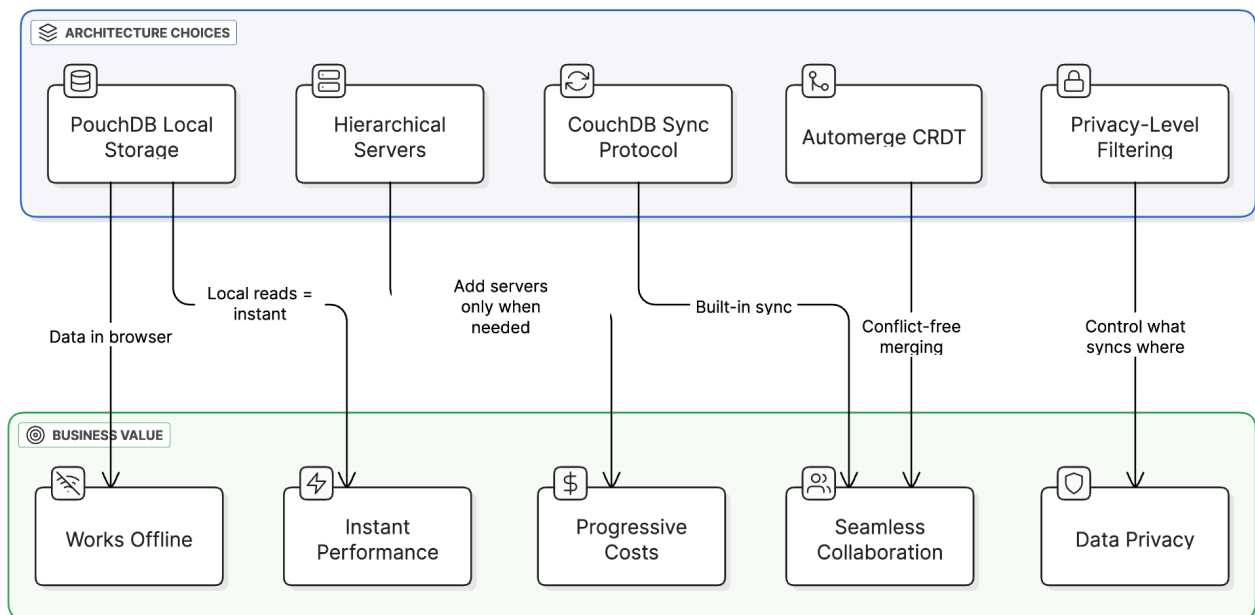 ARCHITECTURE CHOICES
PouchDB Local
Storage
Hierarchical
Servers
CouchDB Sync
Protocol
Automerge CRDT
Privacy-Level
Filtering
Data in browser
Local reads =
instant
Add servers
only when
needed
Built-in sync
Conflict-free
merging
Control what
syncs where
BUSINESS VALUE
Works Offline
Instant
Performance
Progressive
Costs
Seamless
Collaboration
Data Privacy